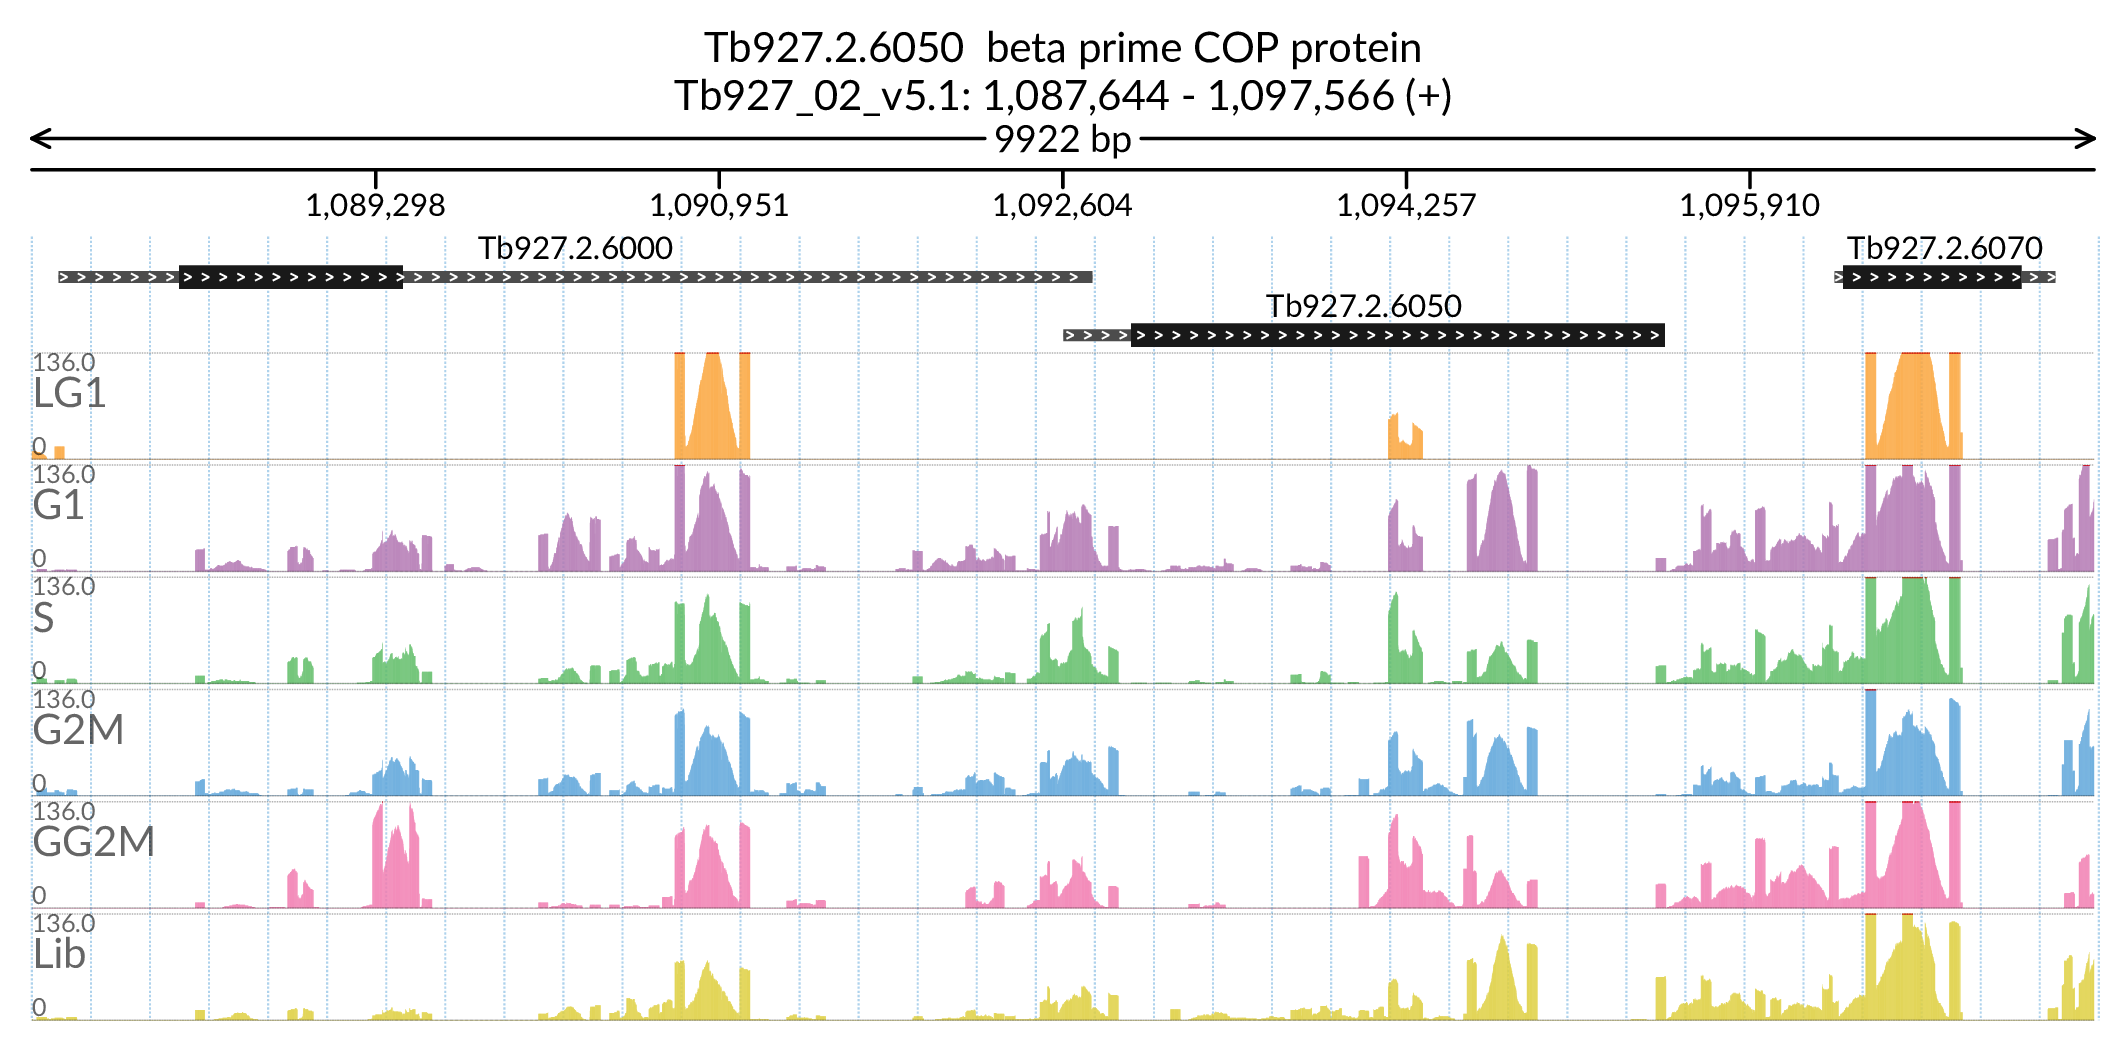 Tb927.2.6050  beta prime COP protein
Tb927_02_v5.1: 1,087,644 - 1,097,566 (+)
9922 bp
1,089,298 1,090,951 1,092,604 1,094,257 1,095,910
Tb927.2.6000 Tb927.2.6070
Tb927.2.6050
136.0
LG1
0
136.0
G1
0
136.0
S
0
136.0
G2M
0
136.0
GG2M
0
136.0
Lib
0